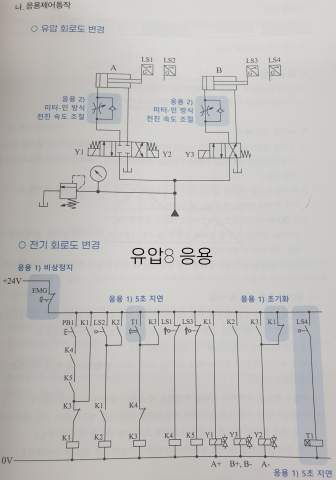 나. 응용제어동작
○ 유압 회로도 변경
LS1 LS2
LS3 LS4
A
B
응용 2)
미터-인 방식
전진 속도 조절
응용 2)
미터-인 방식
전진 속도 조절
Y1
Y2
Y3
○ 전기 회로도 변경
유압8 응용
응용 1) 비상정지
+24V
응용 1) 5초 지연
응용 1) 초기화
EMG
PB1 K1 LS2 K2 T1 K3 LS1 LS3 K1 K2 K3 K1 LS4
K4
K5
K3 K1 K4
K1 K2 K3 K4 K5 Y1 Y3 Y2 T1
0V
A+ B+, B- A-
응용 1) 5초 지연